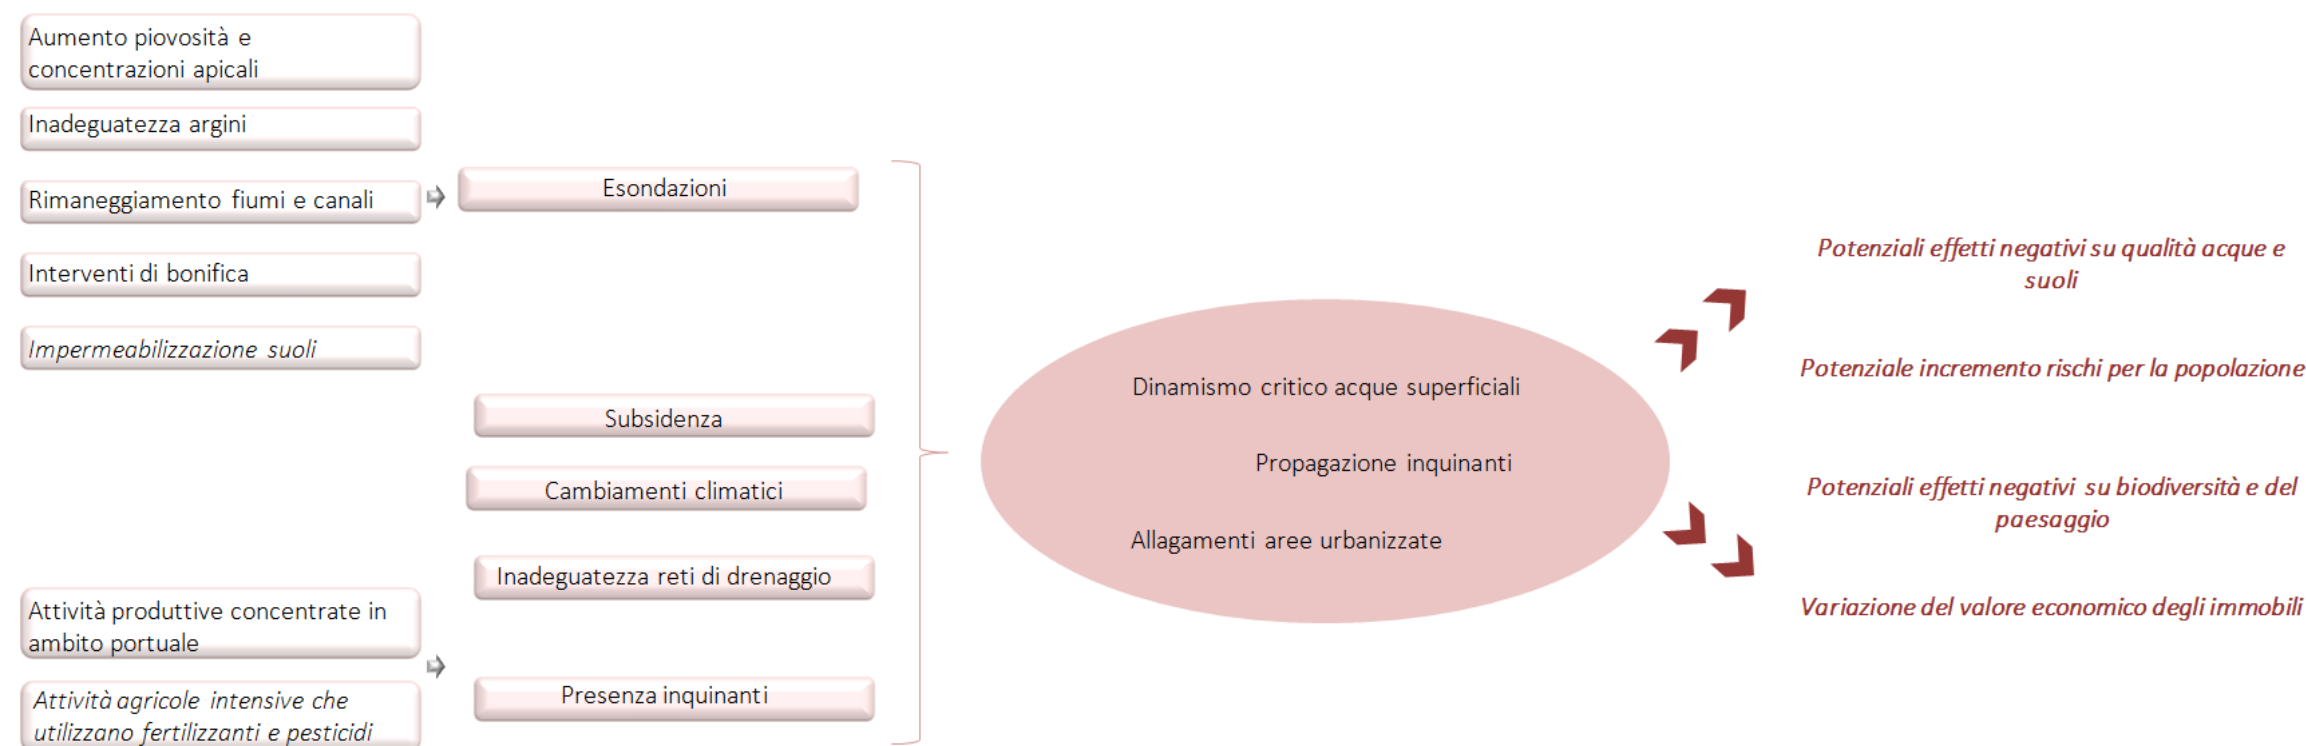 Aumento piovosità e
concentrazioni apicali
Inadeguatezza argini
Rimaneggiamento fiumi e canali
Interventi di bonifica
Impermeabilizzazione suoli
Attività produttive concentrate in
ambito portuale
Attività agricole intensive che
utilizzano fertilizzanti e pesticidi
Esondazioni
Subsidenza
Cambiamenti climatici
Inadeguatezza reti di drenaggio
Presenza inquinanti
Dinamismo critico acque superficiali
Propagazione inquinanti
Allagamenti aree urbanizzate
Potenziali effetti negativi su qualità acque e
suoli
Potenziale incremento rischi per la popolazione
Potenziali effetti negativi su biodiversità e del
paesaggio
Variazione del valore economico degli immobili